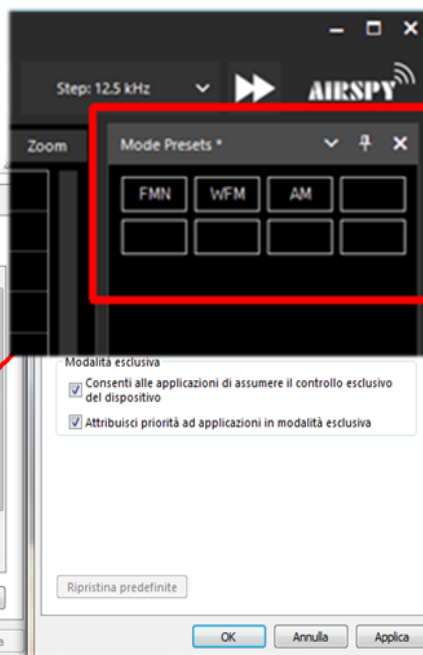 Step: 12.5 kHz
AIRSPY
Zoom
Mode Presets *
FMN WFM AM
Modalità esclusiva
Consenti alle applicazioni di assumere il controllo esclusivo
del dispositivo
Attribuisci priorità ad applicazioni in modalità esclusiva
Ripristina predefinite
OK Annulla Applica
a